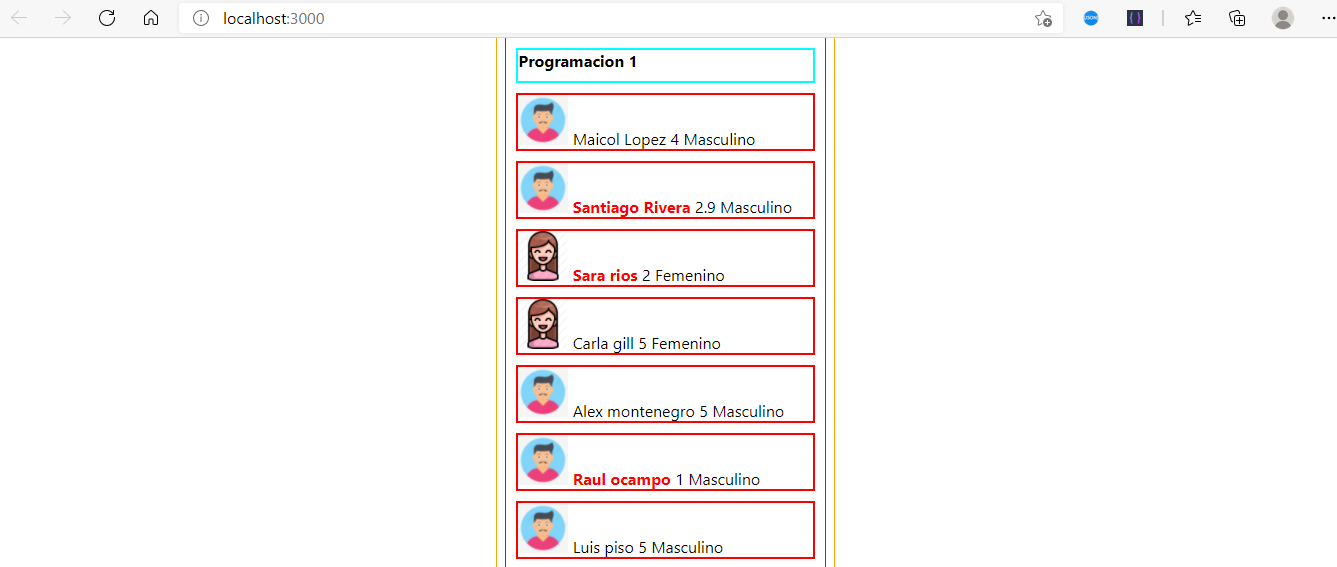 localhost:3000
JSON
Programacion 1
Maicol Lopez 4 Masculino
Santiago Rivera 2.9 Masculino
Sara rios 2 Femenino
Carla gill 5 Femenino
Alex montenegro 5 Masculino
Raul ocampo 1 Masculino
Luis piso 5 Masculino